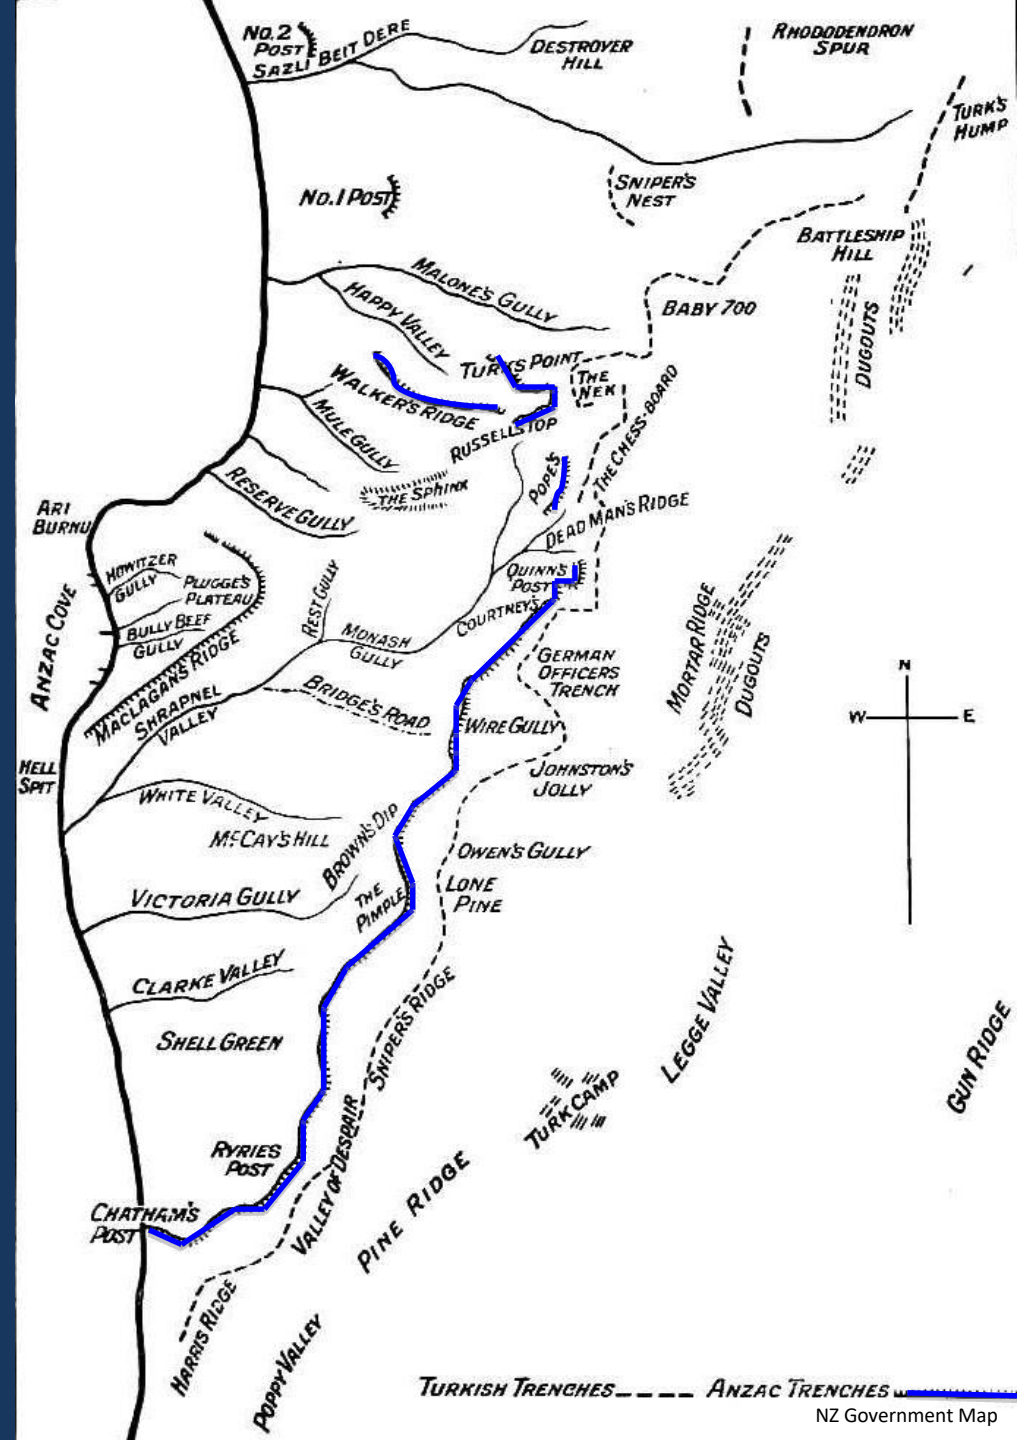 No. 2
POST
SAZLI BEIT DERE
DESTROYER
HILL
RHODODENDRON
SPUR
TURK'S
HUMP
No. 1 POST
SNIPER'S
NEST
BATTLESHIP
HILL
MALONE'S GULLY
HAPPY VALLEY
BABY 700
DUGOUTS
TURK'S POINT
THE
NEK
WALKER'S RIDGE
RUSSELLS TOP
THE CHESS-BOARD
MULE GULLY
THE SPHINX
POPE'S
RESERVE GULLY
DEAD MAN'S RIDGE
ARI
BURNU
HOWITZER
GULLY
PLUGGE'S
PLATEAU
QUINN'S
POST
REST GULLY
COURTNEY'S
BULLY BEEF
GULLY
MONASH
GULLY
ANZAC COVE
MACLAGAN'S RIDGE
SHRAPNEL
VALLEY
BRIDGE'S ROAD
GERMAN
OFFICERS
TRENCH
MORTAR RIDGE
DUGOUTS
N
W
E
WIRE GULLY
HELL
SPIT
JOHNSTON'S
JOLLY
WHITE VALLEY
McCAY'S HILL
BROWN'S DIP
OWEN'S GULLY
VICTORIA GULLY
THE
PIMPLE
LONE
PINE
CLARKE VALLEY
SNIPER'S RIDGE
LEGGE VALLEY
SHELL GREEN
GUN RIDGE
TURK CAMP
RYRIES
POST
VALLEY OF DESPAIR
PINE RIDGE
CHATHAM'S
POST
HARRIS RIDGE
POPPY VALLEY
TURKISH TRENCHES
ANZAC TRENCHES
NZ Government Map